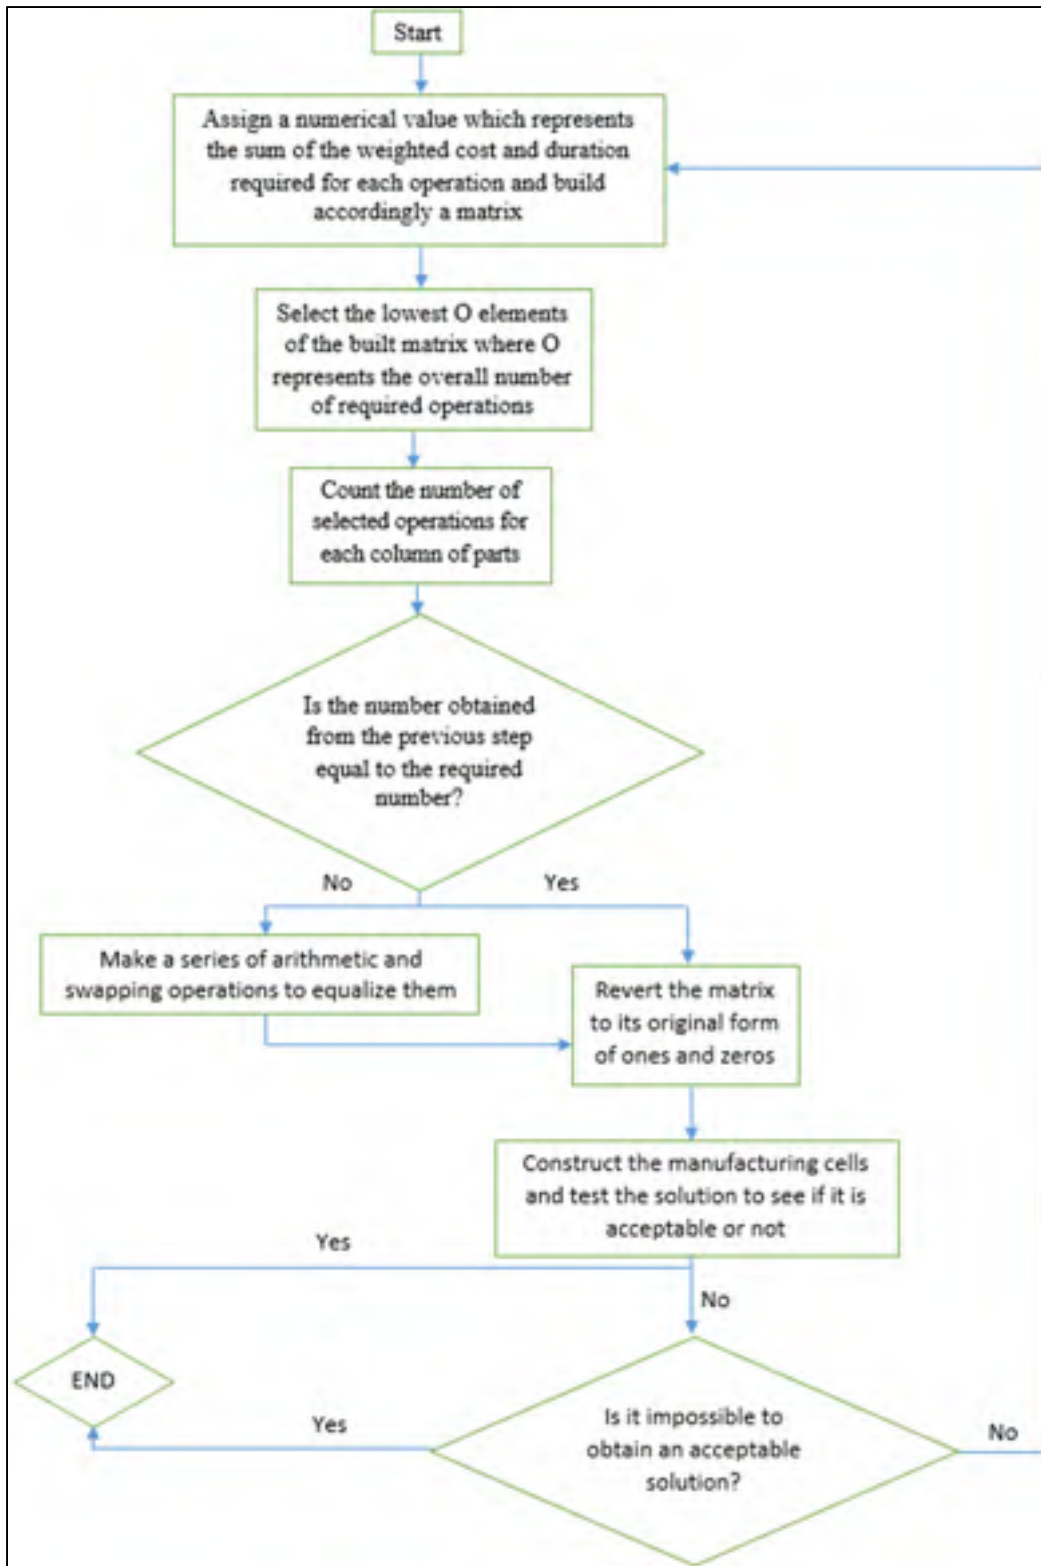 Start
Assign a numerical value which represents
the sum of the weighted cost and duration
required for each operation and build
accordingly a matrix
Select the lowest O elements
of the built matrix where O
represents the overall number
of required operations
Count the number of
selected operations for
each column of parts
Is the number obtained
from the previous step
equal to the required
number?
No
Yes
Make a series of arithmetic and
swapping operations to equalize them
Revert the matrix
to its original form
of ones and zeros
Construct the manufacturing cells
and test the solution to see if it is
acceptable or not
Yes
No
END
Yes
Is it impossible to
obtain an acceptable
solution?
No